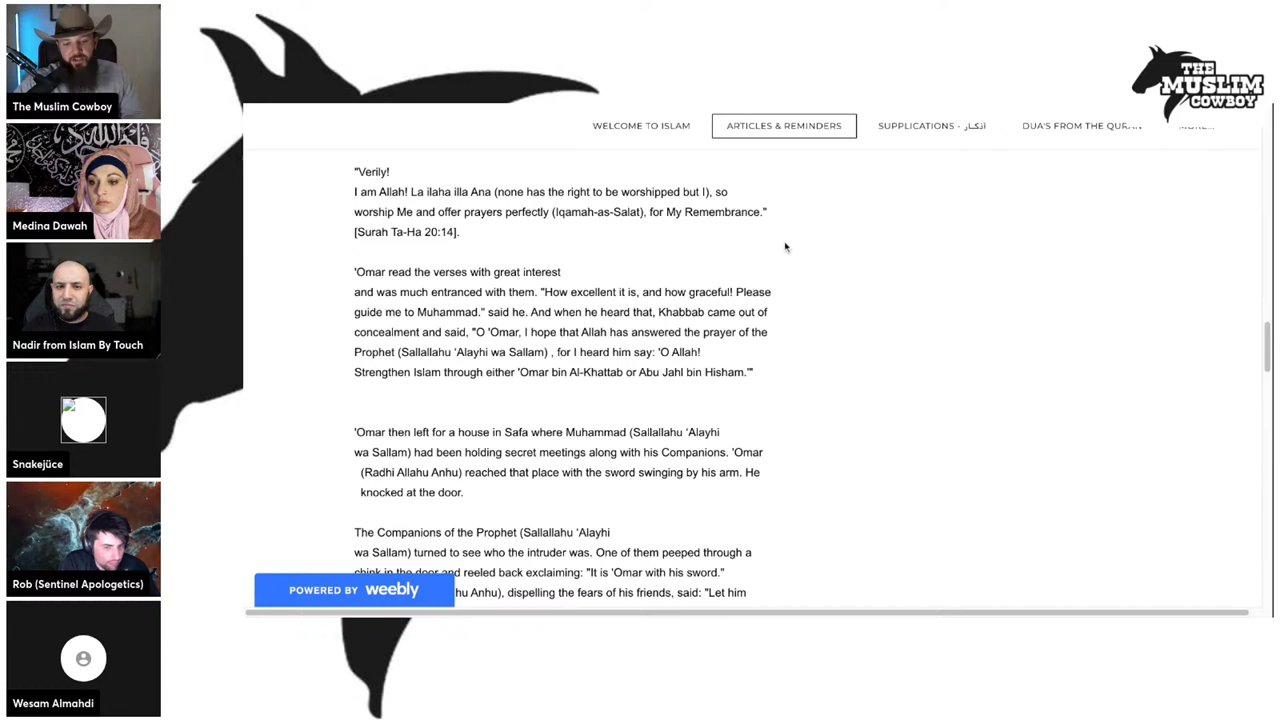 The Muslim Cowboy
Medina Dawah
Nadir from Islam By Touch
Snakejüce
Rob (Sentinel Apologetics)
Wesam Almahdi
THE
MUSLIM
COWBOY
WELCOME TO ISLAM
ARTICLES & REMINDERS
SUPPLICATIONS - أذكار
DUA'S FROM THE QURAN
MORE...
"Verily!
I am Allah! La ilaha illa Ana (none has the right to be worshipped but I), so
worship Me and offer prayers perfectly (Iqamah-as-Salat), for My Remembrance."
[Surah Ta-Ha 20:14].
'Omar read the verses with great interest
and was much entranced with them. "How excellent it is, and how graceful! Please
guide me to Muhammad." said he. And when he heard that, Khabbab came out of
concealment and said, "O 'Omar, I hope that Allah has answered the prayer of the
Prophet (Sallallahu 'Alayhi wa Sallam) , for I heard him say: 'O Allah!
Strengthen Islam through either 'Omar bin Al-Khattab or Abu Jahl bin Hisham.'"
'Omar then left for a house in Safa where Muhammad (Sallallahu 'Alayhi
wa Sallam) had been holding secret meetings along with his Companions. 'Omar
(Radhi Allahu Anhu) reached that place with the sword swinging by his arm. He
knocked at the door.
The Companions of the Prophet (Sallallahu 'Alayhi
wa Sallam) turned to see who the intruder was. One of them peeped through a
chink in the door and reeled back exclaiming: "It is 'Omar with his sword."
hu Anhu), dispelling the fears of his friends, said: "Let him
POWERED BY weebly